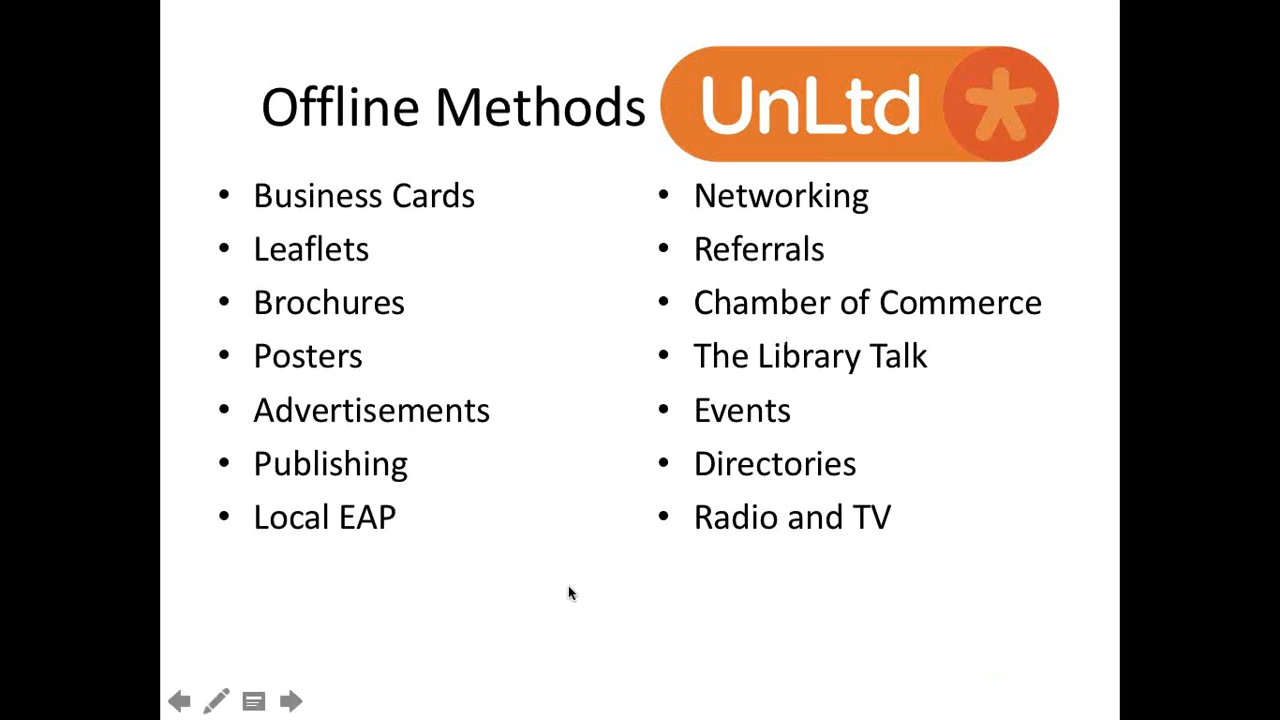 Offline Methods
UnLtd
• Business Cards
• Leaflets
• Brochures
• Posters
• Advertisements
• Publishing
• Local EAP
• Networking
• Referrals
• Chamber of Commerce
• The Library Talk
• Events
• Directories
• Radio and TV